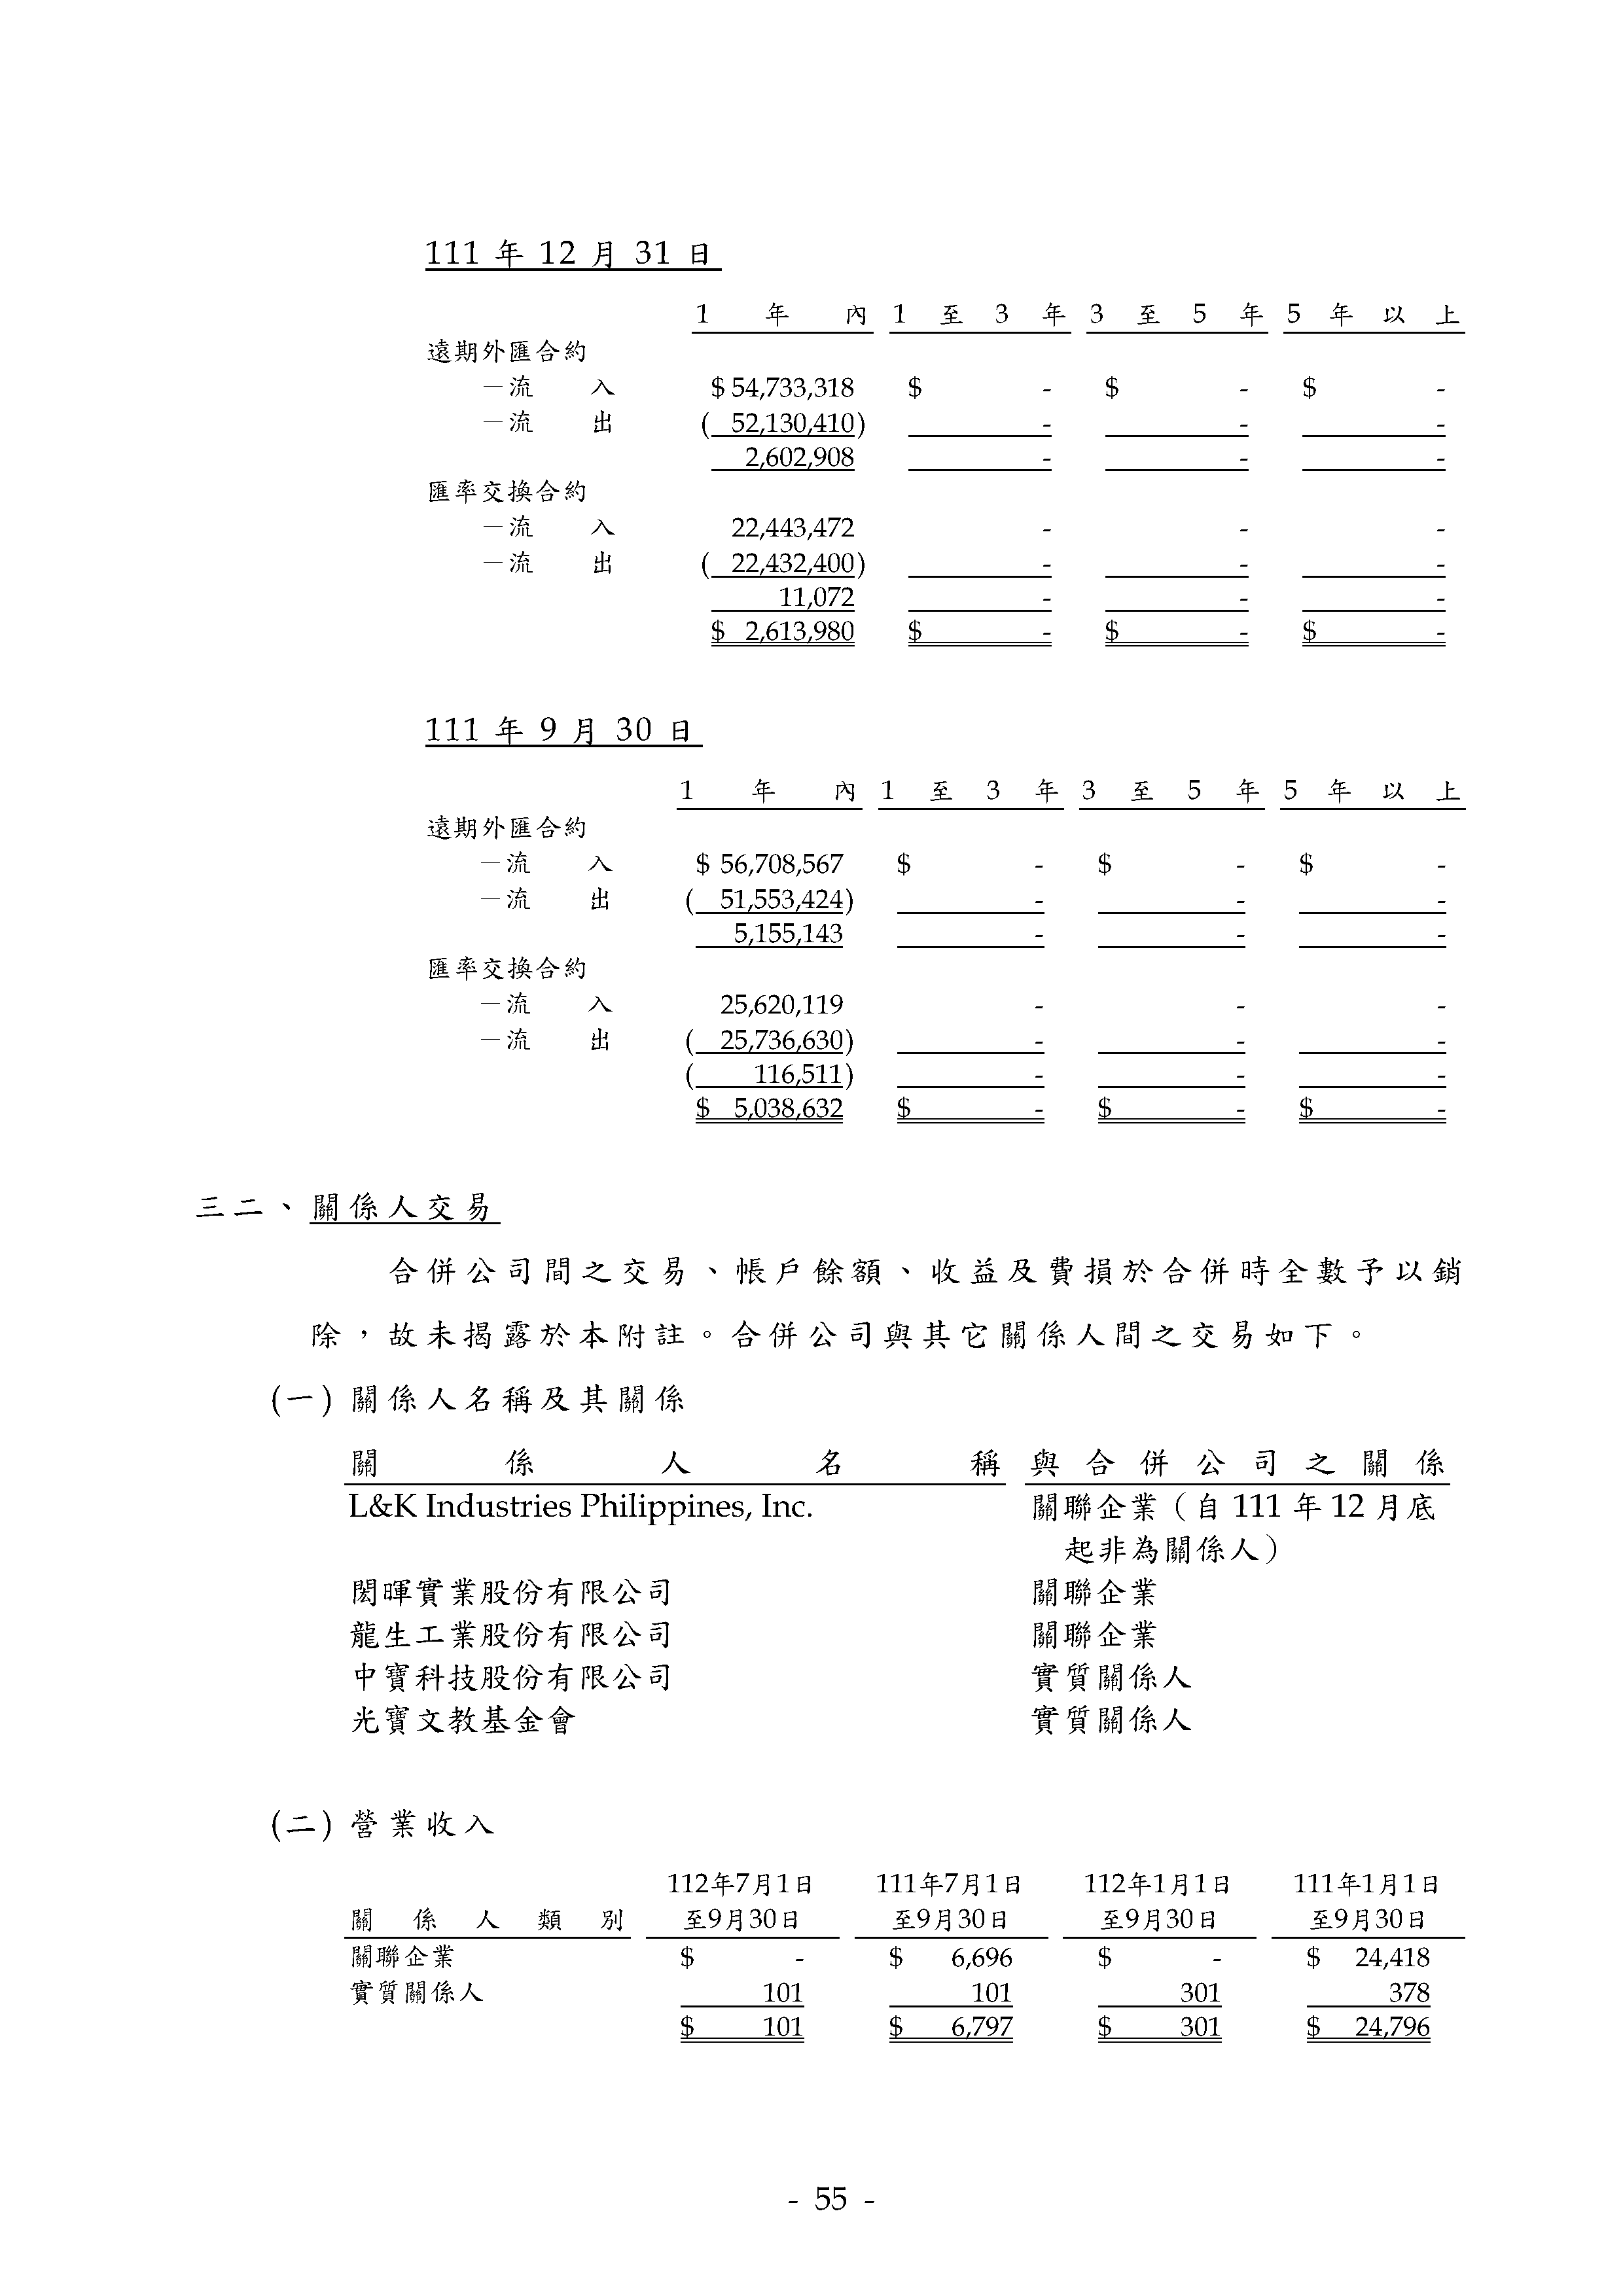 111 年 12 月 31 日
1 年 內 1 至 3 年 3 至 5 年 5 年 以 上
遠期外匯合約
－流 入 $ 54,733,318 $ - $ - $ -
－流 出 ( 52,130,410) - - -
2,602,908 - - -
匯率交換合約
－流 入 22,443,472 - - -
－流 出 ( 22,432,400) - - -
11,072 - - -
$ 2,613,980 $ - $ - $ -
111 年 9 月 30 日
1 年 內 1 至 3 年 3 至 5 年 5 年 以 上
遠期外匯合約
－流 入 $ 56,708,567 $ - $ - $ -
－流 出 ( 51,553,424) - - -
5,155,143 - - -
匯率交換合約
－流 入 25,620,119 - - -
－流 出 ( 25,736,630) - - -
( 116,511) - - -
$ 5,038,632 $ - $ - $ -
三二、關係人交易
合併公司間之交易、帳戶餘額、收益及費損於合併時全數予以銷
除，故未揭露於本附註。合併公司與其它關係人間之交易如下。
(一) 關係人名稱及其關係
關 係 人 名 稱 與 合 併 公 司 之 關 係
L&K Industries Philippines, Inc. 關聯企業（自 111 年 12 月底
起非為關係人）
閎暉實業股份有限公司 關聯企業
龍生工業股份有限公司 關聯企業
中寶科技股份有限公司 實質關係人
光寶文教基金會 實質關係人
(二) 營業收入
112年7月1日 111年7月1日 112年1月1日 111年1月1日
關 係 人 類 別 至9月30日 至9月30日 至9月30日 至9月30日
關聯企業 $ - $ 6,696 $ - $ 24,418
實質關係人 101 101 301 378
$ 101 $ 6,797 $ 301 $ 24,796
- 55 -